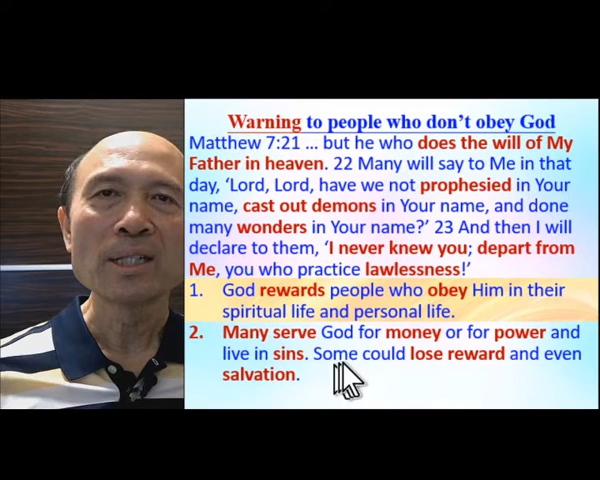 Warning to people who don't obey God
Matthew 7:21 ... but he who does the will of My
Father in heaven. 22 Many will say to Me in that
day, 'Lord, Lord, have we not prophesied in Your
name, cast out demons in Your name, and done
many wonders in Your name?' 23 And then I will
declare to them, 'I never knew you; depart from
Me, you who practice lawlessness!'
1. God rewards people who obey Him in their
spiritual life and personal life.
2. Many serve God for money or for power and
live in sins. Some could lose reward and even
salvation.